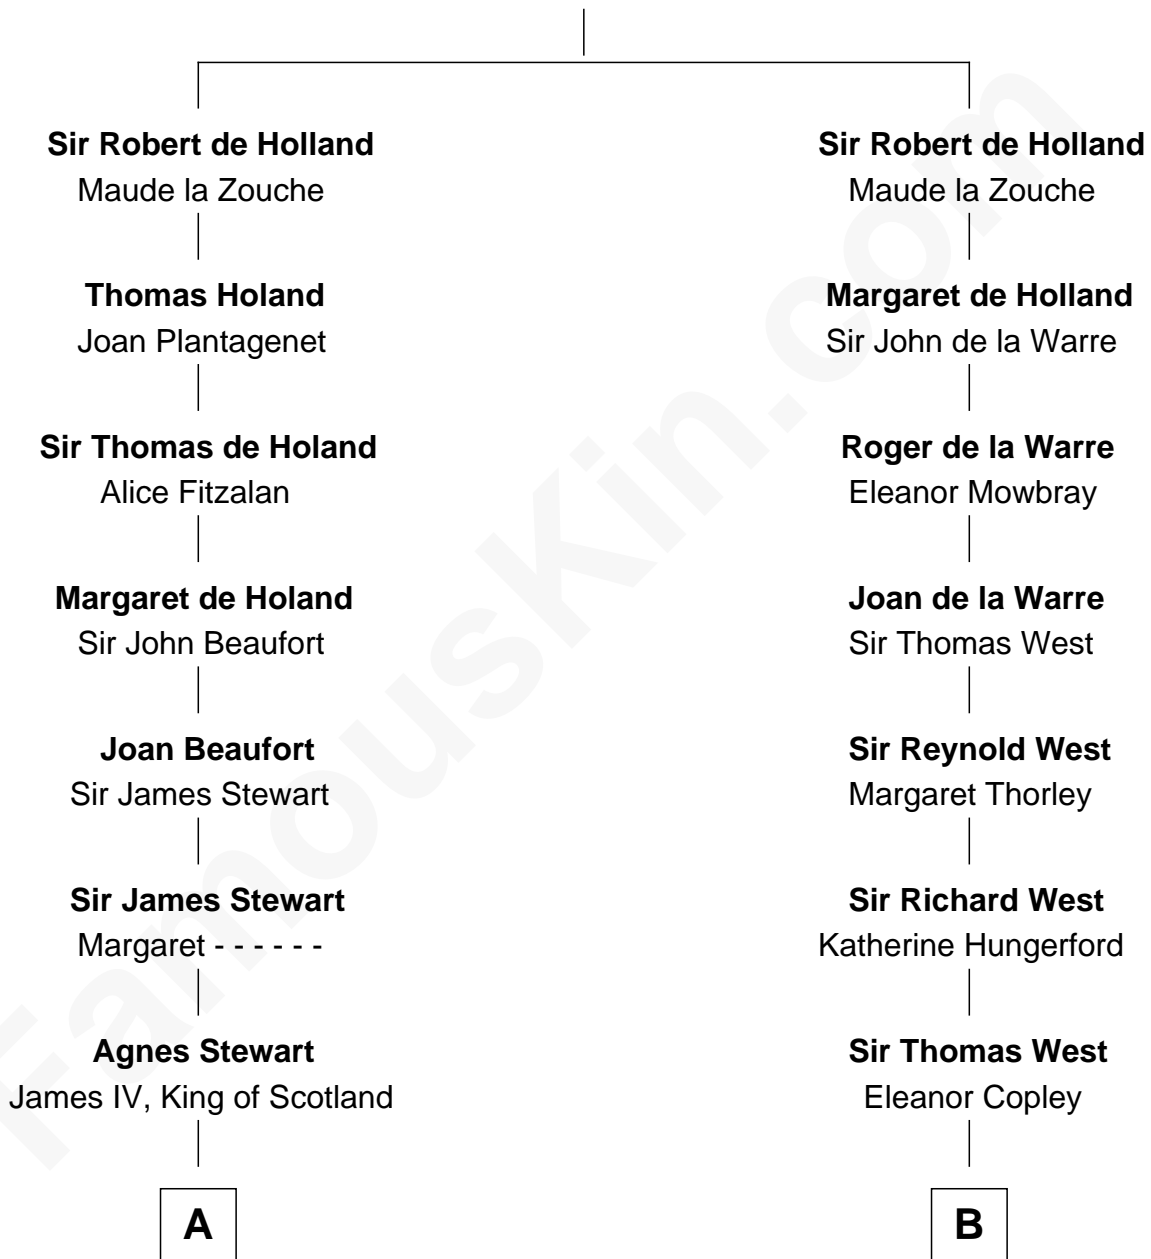 Sir Robert de Holland
Maude la Zouche
Thomas Holand
Joan Plantagenet
Sir Thomas de Holand
Alice Fitzalan
Margaret de Holand
Sir John Beaufort
Joan Beaufort
Sir James Stewart
Sir James Stewart
Margaret - - - - - -
Agnes Stewart
James IV, King of Scotland
A
Sir Robert de Holland
Maude la Zouche
Margaret de Holland
Sir John de la Warre
Roger de la Warre
Eleanor Mowbray
Joan de la Warre
Sir Thomas West
Sir Reynold West
Margaret Thorley
Sir Richard West
Katherine Hungerford
Sir Thomas West
Eleanor Copley
B
FamousKin.com